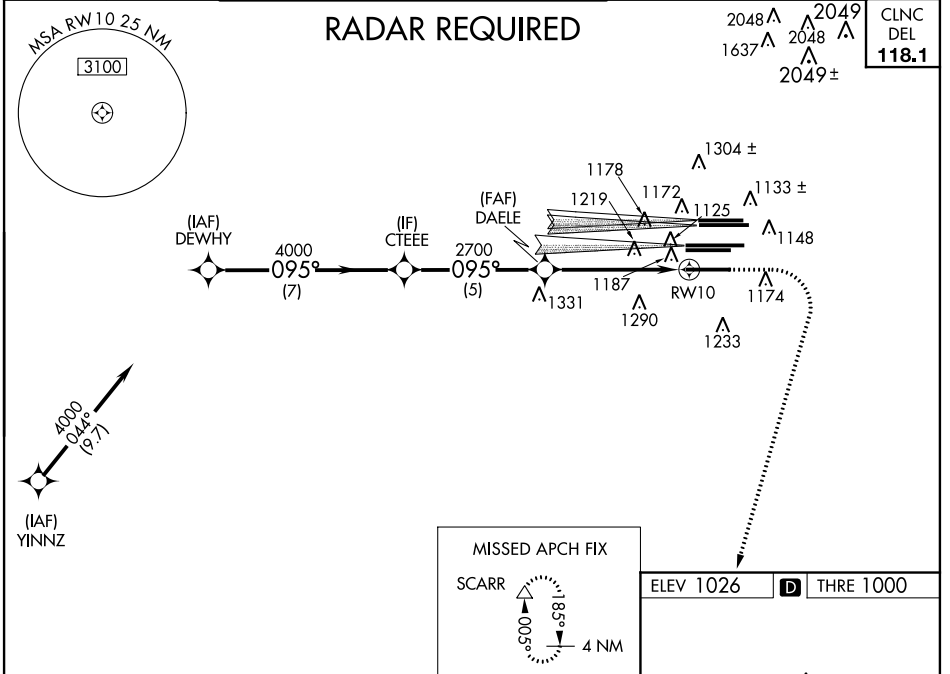 RADAR REQUIRED
MSA RW10 25 NM
3100
2048
2049
1637
2048
2049 ±
CLNC
DEL
118.1
1304 ±
1178
1172
1133 ±
1219
1125
1148
(FAF)
DAELE
(IAF)
DEWHY
4000
095°
(7)
(IF)
CTEEE
2700
095°
(5)
1331
1187
1290
RW10
1174
1233
4000
044°
(9.7)
(IAF)
YINNZ
MISSED APCH FIX
SCARR
005°
185°
4 NM
ELEV 1026
D
THRE 1000